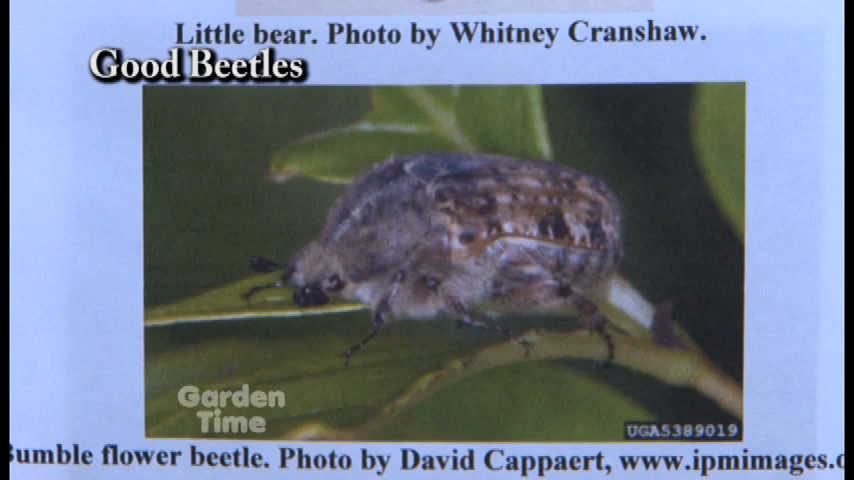 Little bear. Photo by Whitney Cranshaw.
Good Beetles
Garden
Time
UGA5389019
Bumble flower beetle. Photo by David Cappaert, www.ipmimages.o